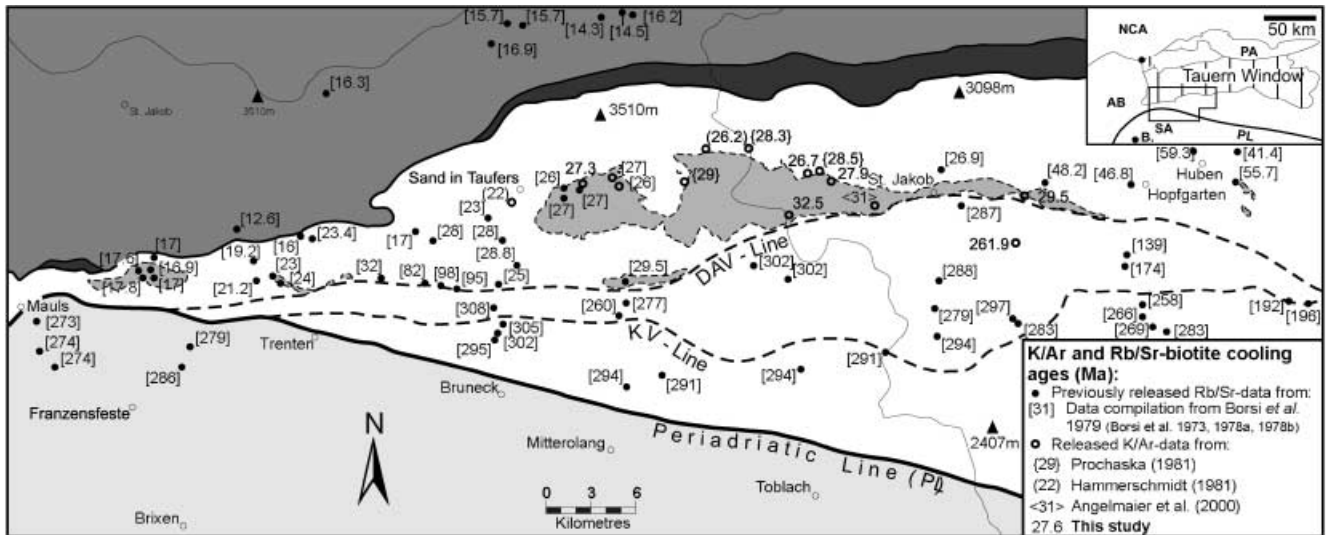 [15.7]
[15.7]
[14.3]
[14.5]
[16.2]
[16.9]
[16.3]
St. Jakob
3510m
3510m
3098m
NCA
50 km
PA
Tauern Window
AB
SA
B.
PL
[59.3]
[41.4]
Huben
[55.7]
(26.2)
{28.3}
26.7
{28.5}
27.9
St. Jakob
[26.9]
[48.2]
[46.8]
Hopfgarten
27.3
[27]
[26]
[26]
[27]
[27]
{29}
Sand in Taufers
(22)
[23]
32.5
<31>
29.5
[287]
261.9
[12.6]
[17]
[17.6]
[16.9]
[17.8]
[17]
[19.2]
[16]
[23.4]
[23]
[24]
[21.2]
[17]
[28]
[28]
[28.8]
[25]
[32]
[82]
[98]
[95]
[29.5]
DAV-Line
[302]
[302]
[288]
[139]
[174]
Mauls
[273]
[274]
[274]
[279]
[286]
Trenten
[308]
[305]
[302]
[295]
[260]
[277]
KV-Line
[279]
[297]
[283]
[294]
[258]
[266]
[269]
[283]
[192]
[196]
[291]
[294]
[294]
[291]
Bruneck
Franzensfeste
N
Mitterolang
Periadriatic Line (PL)
2407m
Toblach
Brixen
0 3 6
Kilometres
K/Ar and Rb/Sr-biotite cooling
ages (Ma):
Previously released Rb/Sr-data from:
[31] Data compilation from Borsi et al.
1979 (Borsi et al. 1973, 1978a, 1978b)
Released K/Ar-data from:
{29} Prochaska (1981)
(22) Hammerschmidt (1981)
<31> Angelmaier et al. (2000)
27.6 This study